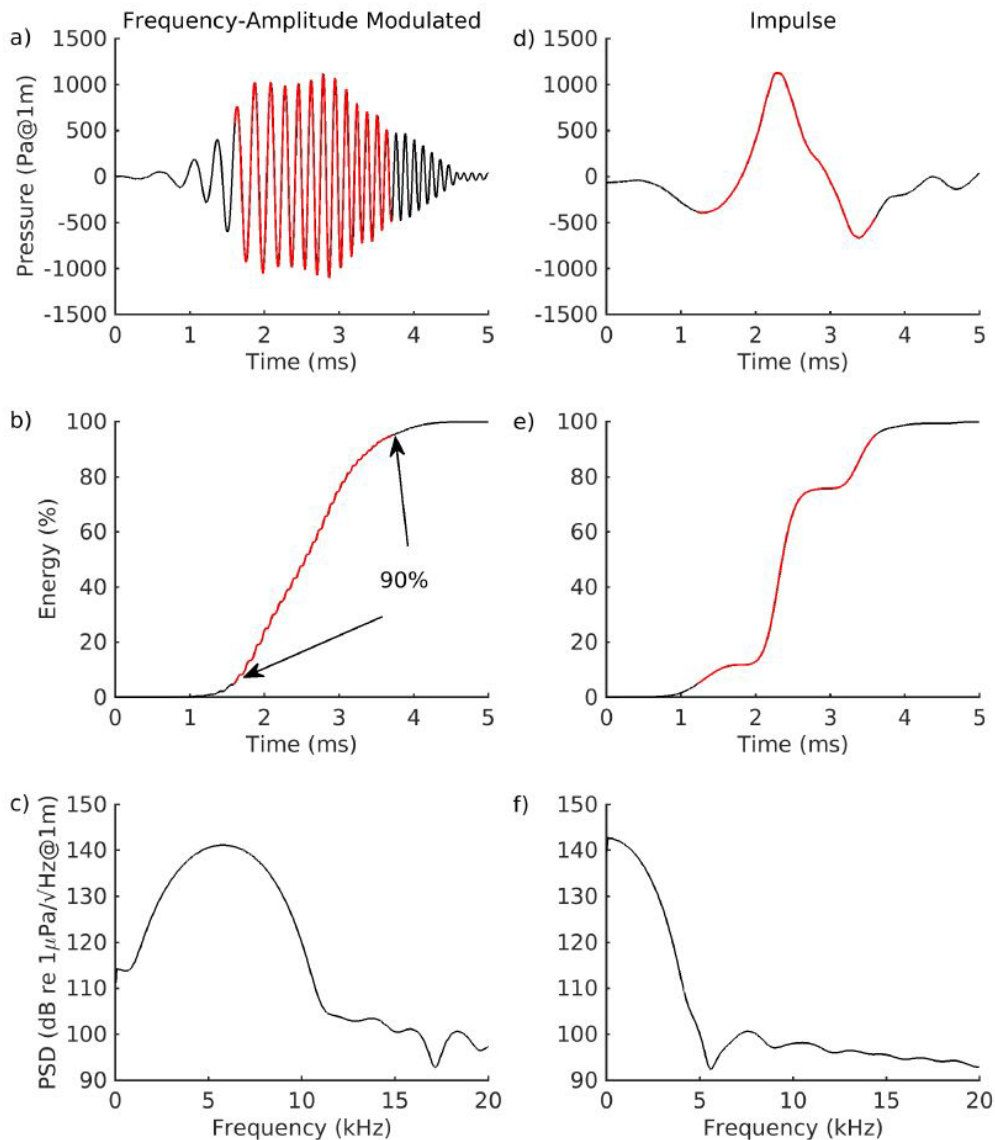 Frequency-Amplitude Modulated
a)
1500
1000
500
0
-500
-1000
-1500
Pressure (Pa@1m)
0 1 2 3 4 5
Time (ms)
b)
100
80
60
40
20
0
Energy (%)
90%
0 1 2 3 4 5
Time (ms)
c)
150
140
130
120
110
100
90
PSD (dB re 1μPa/√Hz@1m)
0 5 10 15 20
Frequency (kHz)
Impulse
d)
1500
1000
500
0
-500
-1000
-1500
0 1 2 3 4 5
Time (ms)
e)
100
80
60
40
20
0
0 1 2 3 4 5
Time (ms)
f)
150
140
130
120
110
100
90
0 5 10 15 20
Frequency (kHz)